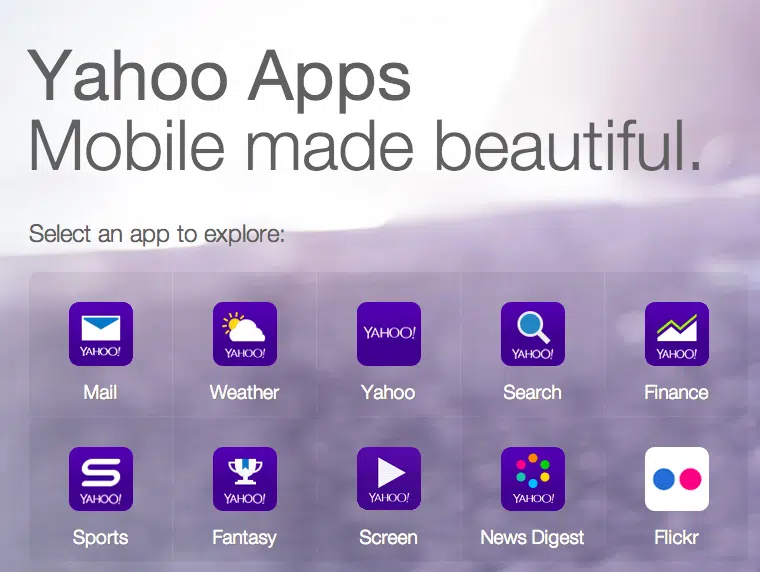 Yahoo Apps
Mobile made beautiful.
Select an app to explore:
YAHOO! YAHOO! YAHOO! YAHOO! YAHOO!
Mail Weather Yahoo Search Finance
YAHOO! YAHOO! YAHOO! YAHOO!
Sports Fantasy Screen News Digest Flickr